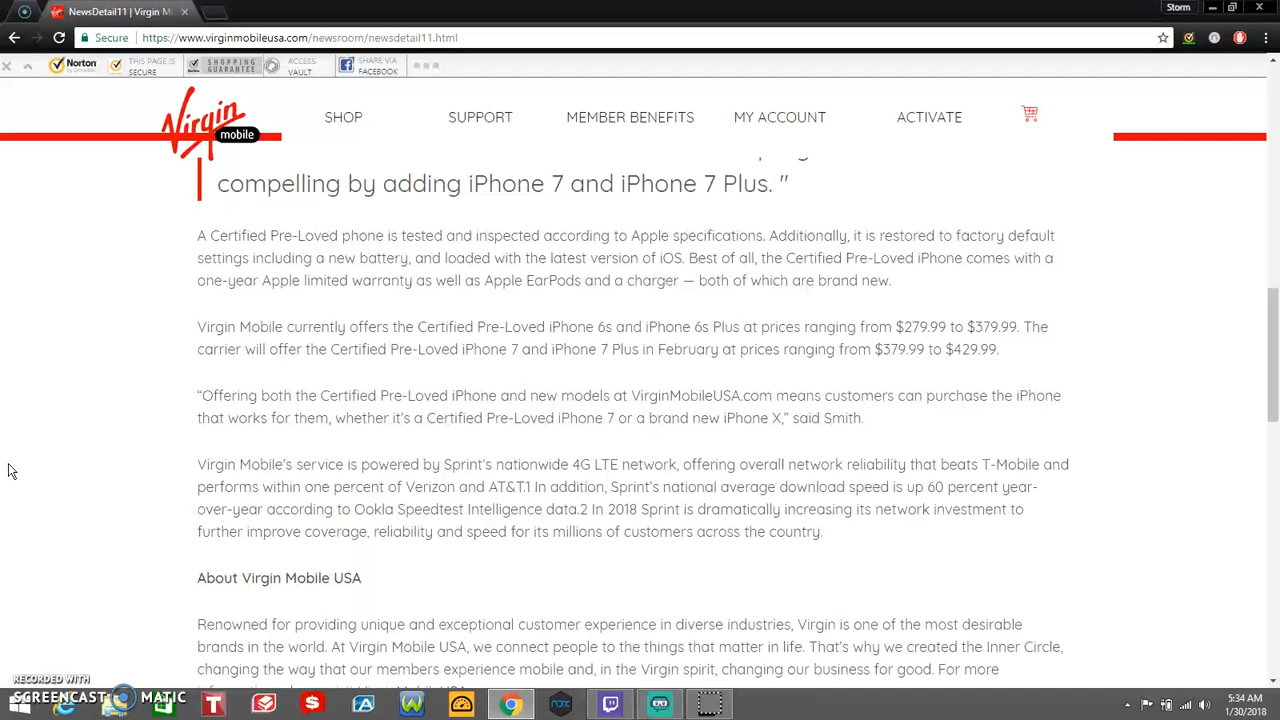 NewsDetail11 | Virgin M
Storm
Secure
https://www.virginmobileusa.com/newsroom/newsdetail11.html
Norton
by Symantec
THIS PAGE IS
SECURE
Norton
SHOPPING
GUARANTEE
ACCESS
VAULT
SHARE VIA
FACEBOOK
Virgin
mobile
SHOP
SUPPORT
MEMBER BENEFITS
MY ACCOUNT
ACTIVATE
compelling by adding iPhone 7 and iPhone 7 Plus. "
A Certified Pre-Loved phone is tested and inspected according to Apple specifications. Additionally, it is restored to factory default
settings including a new battery, and loaded with the latest version of iOS. Best of all, the Certified Pre-Loved iPhone comes with a
one-year Apple limited warranty as well as Apple EarPods and a charger — both of which are brand new.
Virgin Mobile currently offers the Certified Pre-Loved iPhone 6s and iPhone 6s Plus at prices ranging from $279.99 to $379.99. The
carrier will offer the Certified Pre-Loved iPhone 7 and iPhone 7 Plus in February at prices ranging from $379.99 to $429.99.
“Offering both the Certified Pre-Loved iPhone and new models at VirginMobileUSA.com means customers can purchase the iPhone
that works for them, whether it’s a Certified Pre-Loved iPhone 7 or a brand new iPhone X,” said Smith.
Virgin Mobile’s service is powered by Sprint’s nationwide 4G LTE network, offering overall network reliability that beats T-Mobile and
performs within one percent of Verizon and AT&T.1 In addition, Sprint’s national average download speed is up 60 percent year-
over-year according to Ookla Speedtest Intelligence data.2 In 2018 Sprint is dramatically increasing its network investment to
further improve coverage, reliability and speed for its millions of customers across the country.
About Virgin Mobile USA
Renowned for providing unique and exceptional customer experience in diverse industries, Virgin is one of the most desirable
brands in the world. At Virgin Mobile USA, we connect people to the things that matter in life. That’s why we created the Inner Circle,
changing the way that our members experience mobile and, in the Virgin spirit, changing our business for good. For more
RECORDED WITH
SCREENCAST MATIC
nox
5:34 AM
1/30/2018